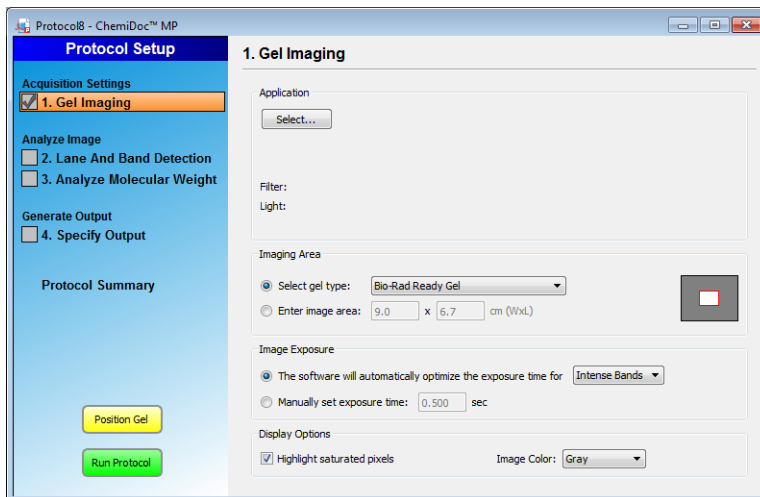 Protocol8 - ChemiDoc™ MP
Protocol Setup
Acquisition Settings
1. Gel Imaging
Analyze Image
2. Lane And Band Detection
3. Analyze Molecular Weight
Generate Output
4. Specify Output
Protocol Summary
Position Gel
Run Protocol
1. Gel Imaging
Application
Select...
Filter:
Light:
Imaging Area
Select gel type: Bio-Rad Ready Gel
Enter image area: 9.0 x 6.7 cm (WxL)
Image Exposure
The software will automatically optimize the exposure time for Intense Bands
Manually set exposure time: 0.500 sec
Display Options
Highlight saturated pixels Image Color: Gray